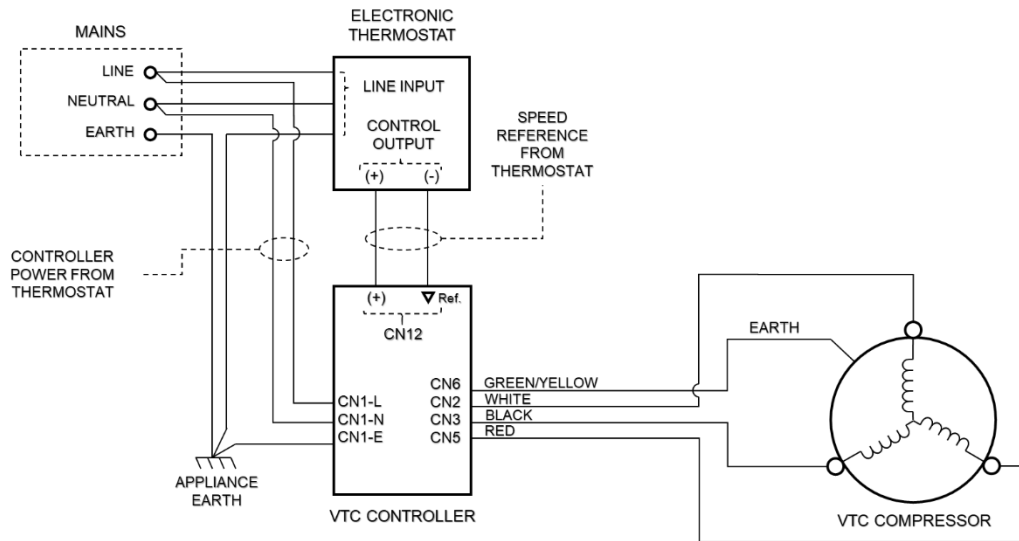 MAINS
LINE
NEUTRAL
EARTH
ELECTRONIC
THERMOSTAT
LINE INPUT
CONTROL
OUTPUT
(+) (-)
SPEED
REFERENCE
FROM
THERMOSTAT
CONTROLLER
POWER FROM
THERMOSTAT
(+) Ref.
CN12
CN1-L
CN1-N
CN1-E
CN6
CN2
CN3
CN5
GREEN/YELLOW
WHITE
BLACK
RED
EARTH
APPLIANCE
EARTH
VTC CONTROLLER
VTC COMPRESSOR